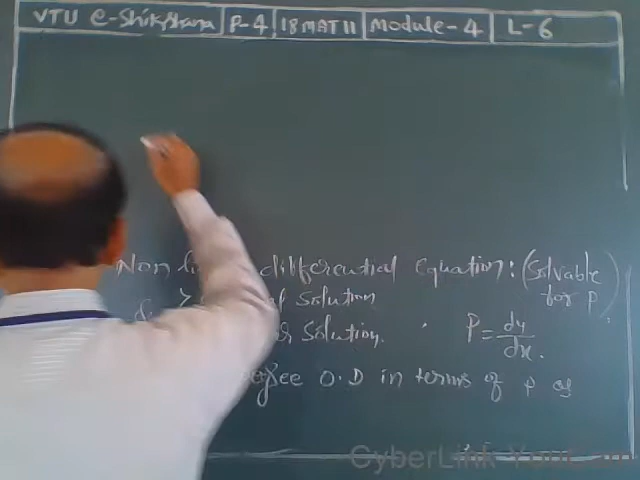 VTU e-Shikshana P-4 18MAT11 Module-4 L-6
Non differential Equation: (Solvable
of solution for P)
Solution. P = dy/dx.
O.D in terms of P as
CyberLink YouCam